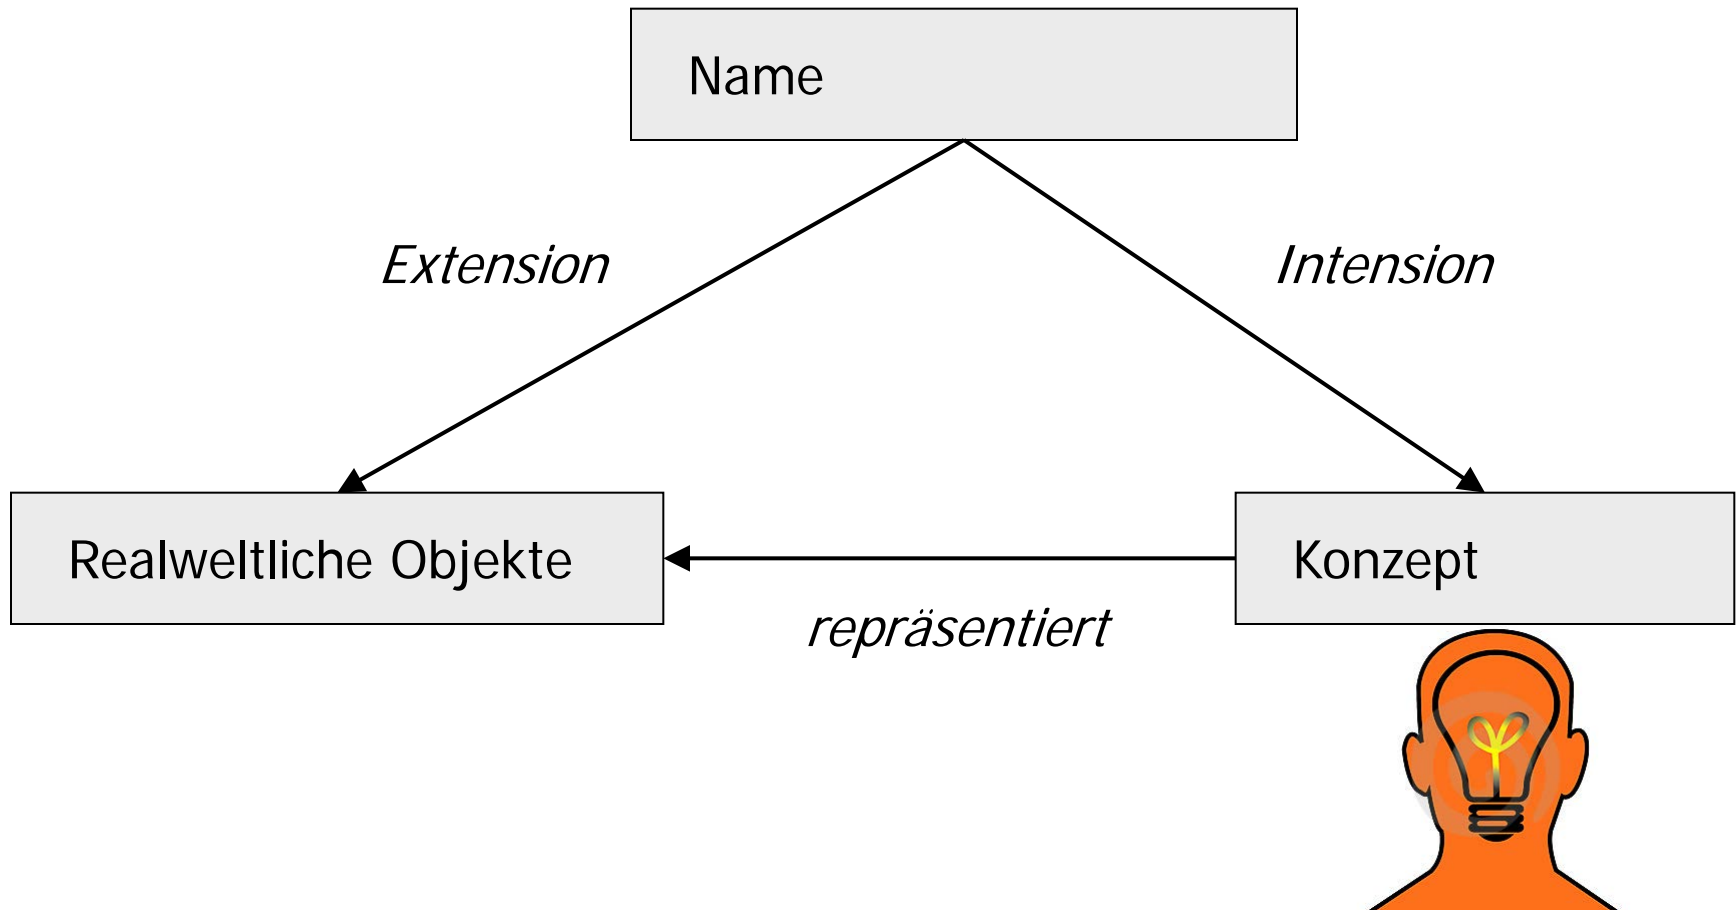 Name
Extension
Intension
Realweltliche Objekte
Konzept
repräsentiert